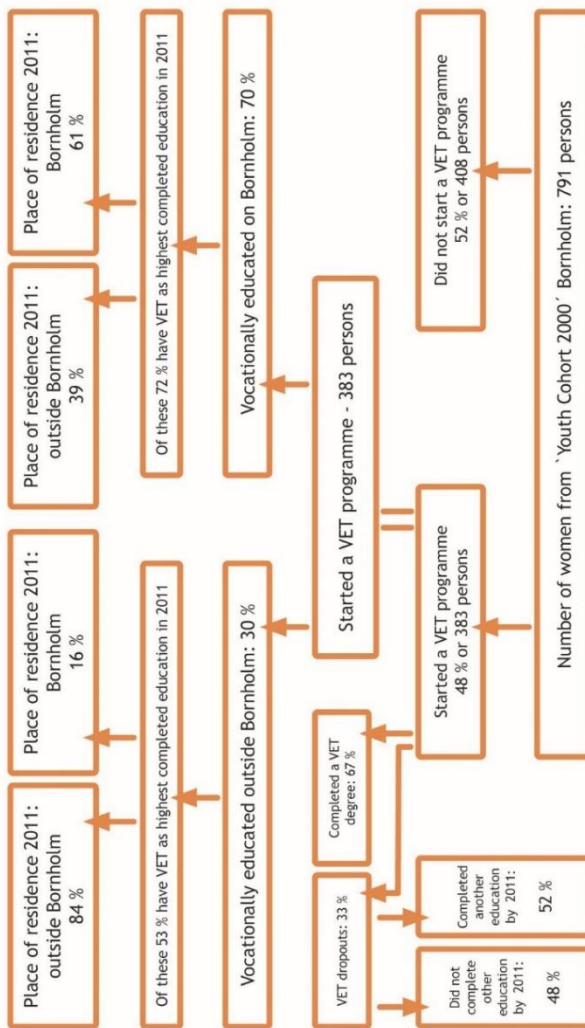 Number of women from `Youth Cohort 2000´ Bornholm: 791 persons
Started a VET programme
48 % or 383 persons
Did not start a VET programme
52 % or 408 persons
VET dropouts: 33 %
Completed a VET
degree: 67 %
Did not
complete
other
education
by 2011:
48 %
Completed
another
education
by 2011:
52 %
Started a VET programme - 383 persons
Vocationally educated outside Bornholm: 30 %
Vocationally educated on Bornholm: 70 %
Of these 53 % have VET as highest completed education in 2011
Of these 72 % have VET as highest completed education in 2011
Place of residence 2011:
outside Bornholm
84 %
Place of residence 2011:
Bornholm
16 %
Place of residence 2011:
outside Bornholm
39 %
Place of residence 2011:
Bornholm
61 %